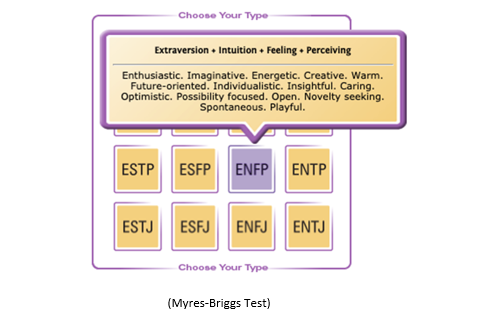 Choose Your Type
Extraversion + Intuition + Feeling + Perceiving
Enthusiastic. Imaginative. Energetic. Creative. Warm.
Future-oriented. Individualistic. Insightful. Caring.
Optimistic. Possibility focused. Open. Novelty seeking.
Spontaneous. Playful.
ESTP ESFP ENFP ENTP
ESTJ ESFJ ENFJ ENTJ
Choose Your Type
(Myres-Briggs Test)